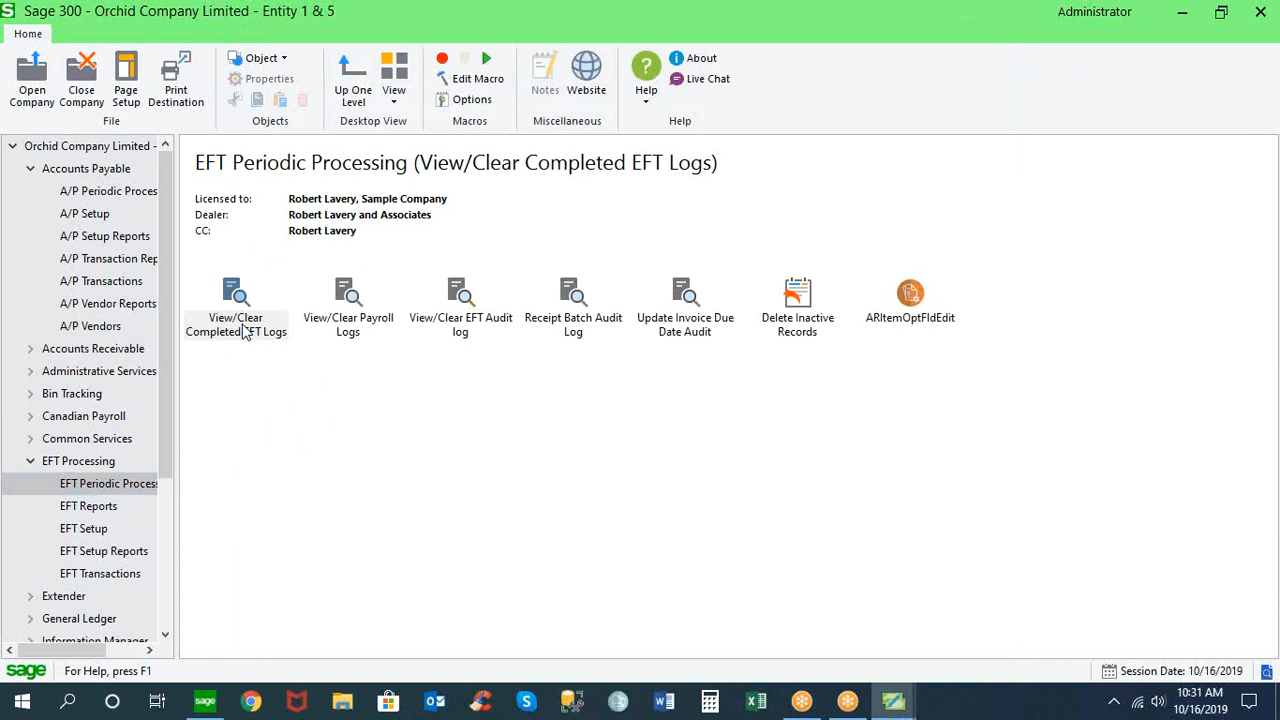 S Sage 300 - Orchid Company Limited - Entity 1 & 5
Administrator
Home
Open Company
Close Company
Page Setup
Print Destination
File
Object
Properties
Objects
Up One Level
View
Desktop View
Edit Macro
Options
Macros
Notes
Website
Miscellaneous
Help
About
Live Chat
Help
Orchid Company Limited -
Accounts Payable
A/P Periodic Proces
A/P Setup
A/P Setup Reports
A/P Transaction Rep
A/P Transactions
A/P Vendor Reports
A/P Vendors
Accounts Receivable
Administrative Services
Bin Tracking
Canadian Payroll
Common Services
EFT Processing
EFT Periodic Process
EFT Reports
EFT Setup
EFT Setup Reports
EFT Transactions
Extender
General Ledger
Information Manager
EFT Periodic Processing (View/Clear Completed EFT Logs)
Licensed to: Robert Lavery, Sample Company
Dealer: Robert Lavery and Associates
CC: Robert Lavery
View/Clear
Completed EFT Logs
View/Clear Payroll
Logs
View/Clear EFT Audit
log
Receipt Batch Audit
Log
Update Invoice Due
Date Audit
Delete Inactive
Records
ARItemOptFldEdit
sage For Help, press F1
Session Date: 10/16/2019
10:31 AM
10/16/2019